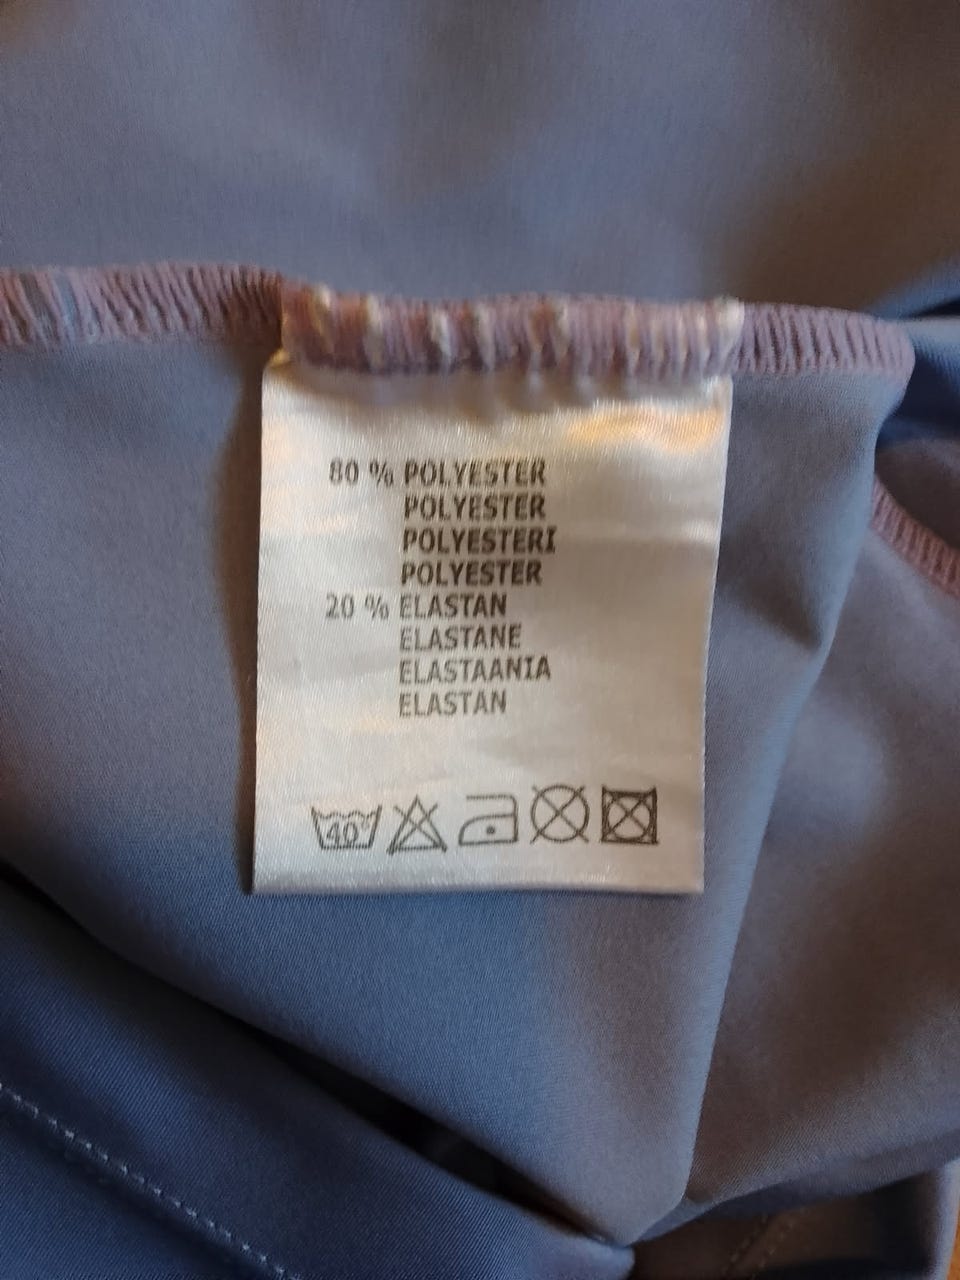 80 % POLYESTER
POLYESTER
POLYESTERI
POLYESTER
20 % ELASTAN
ELASTANE
ELASTAANIA
ELASTAN
40°